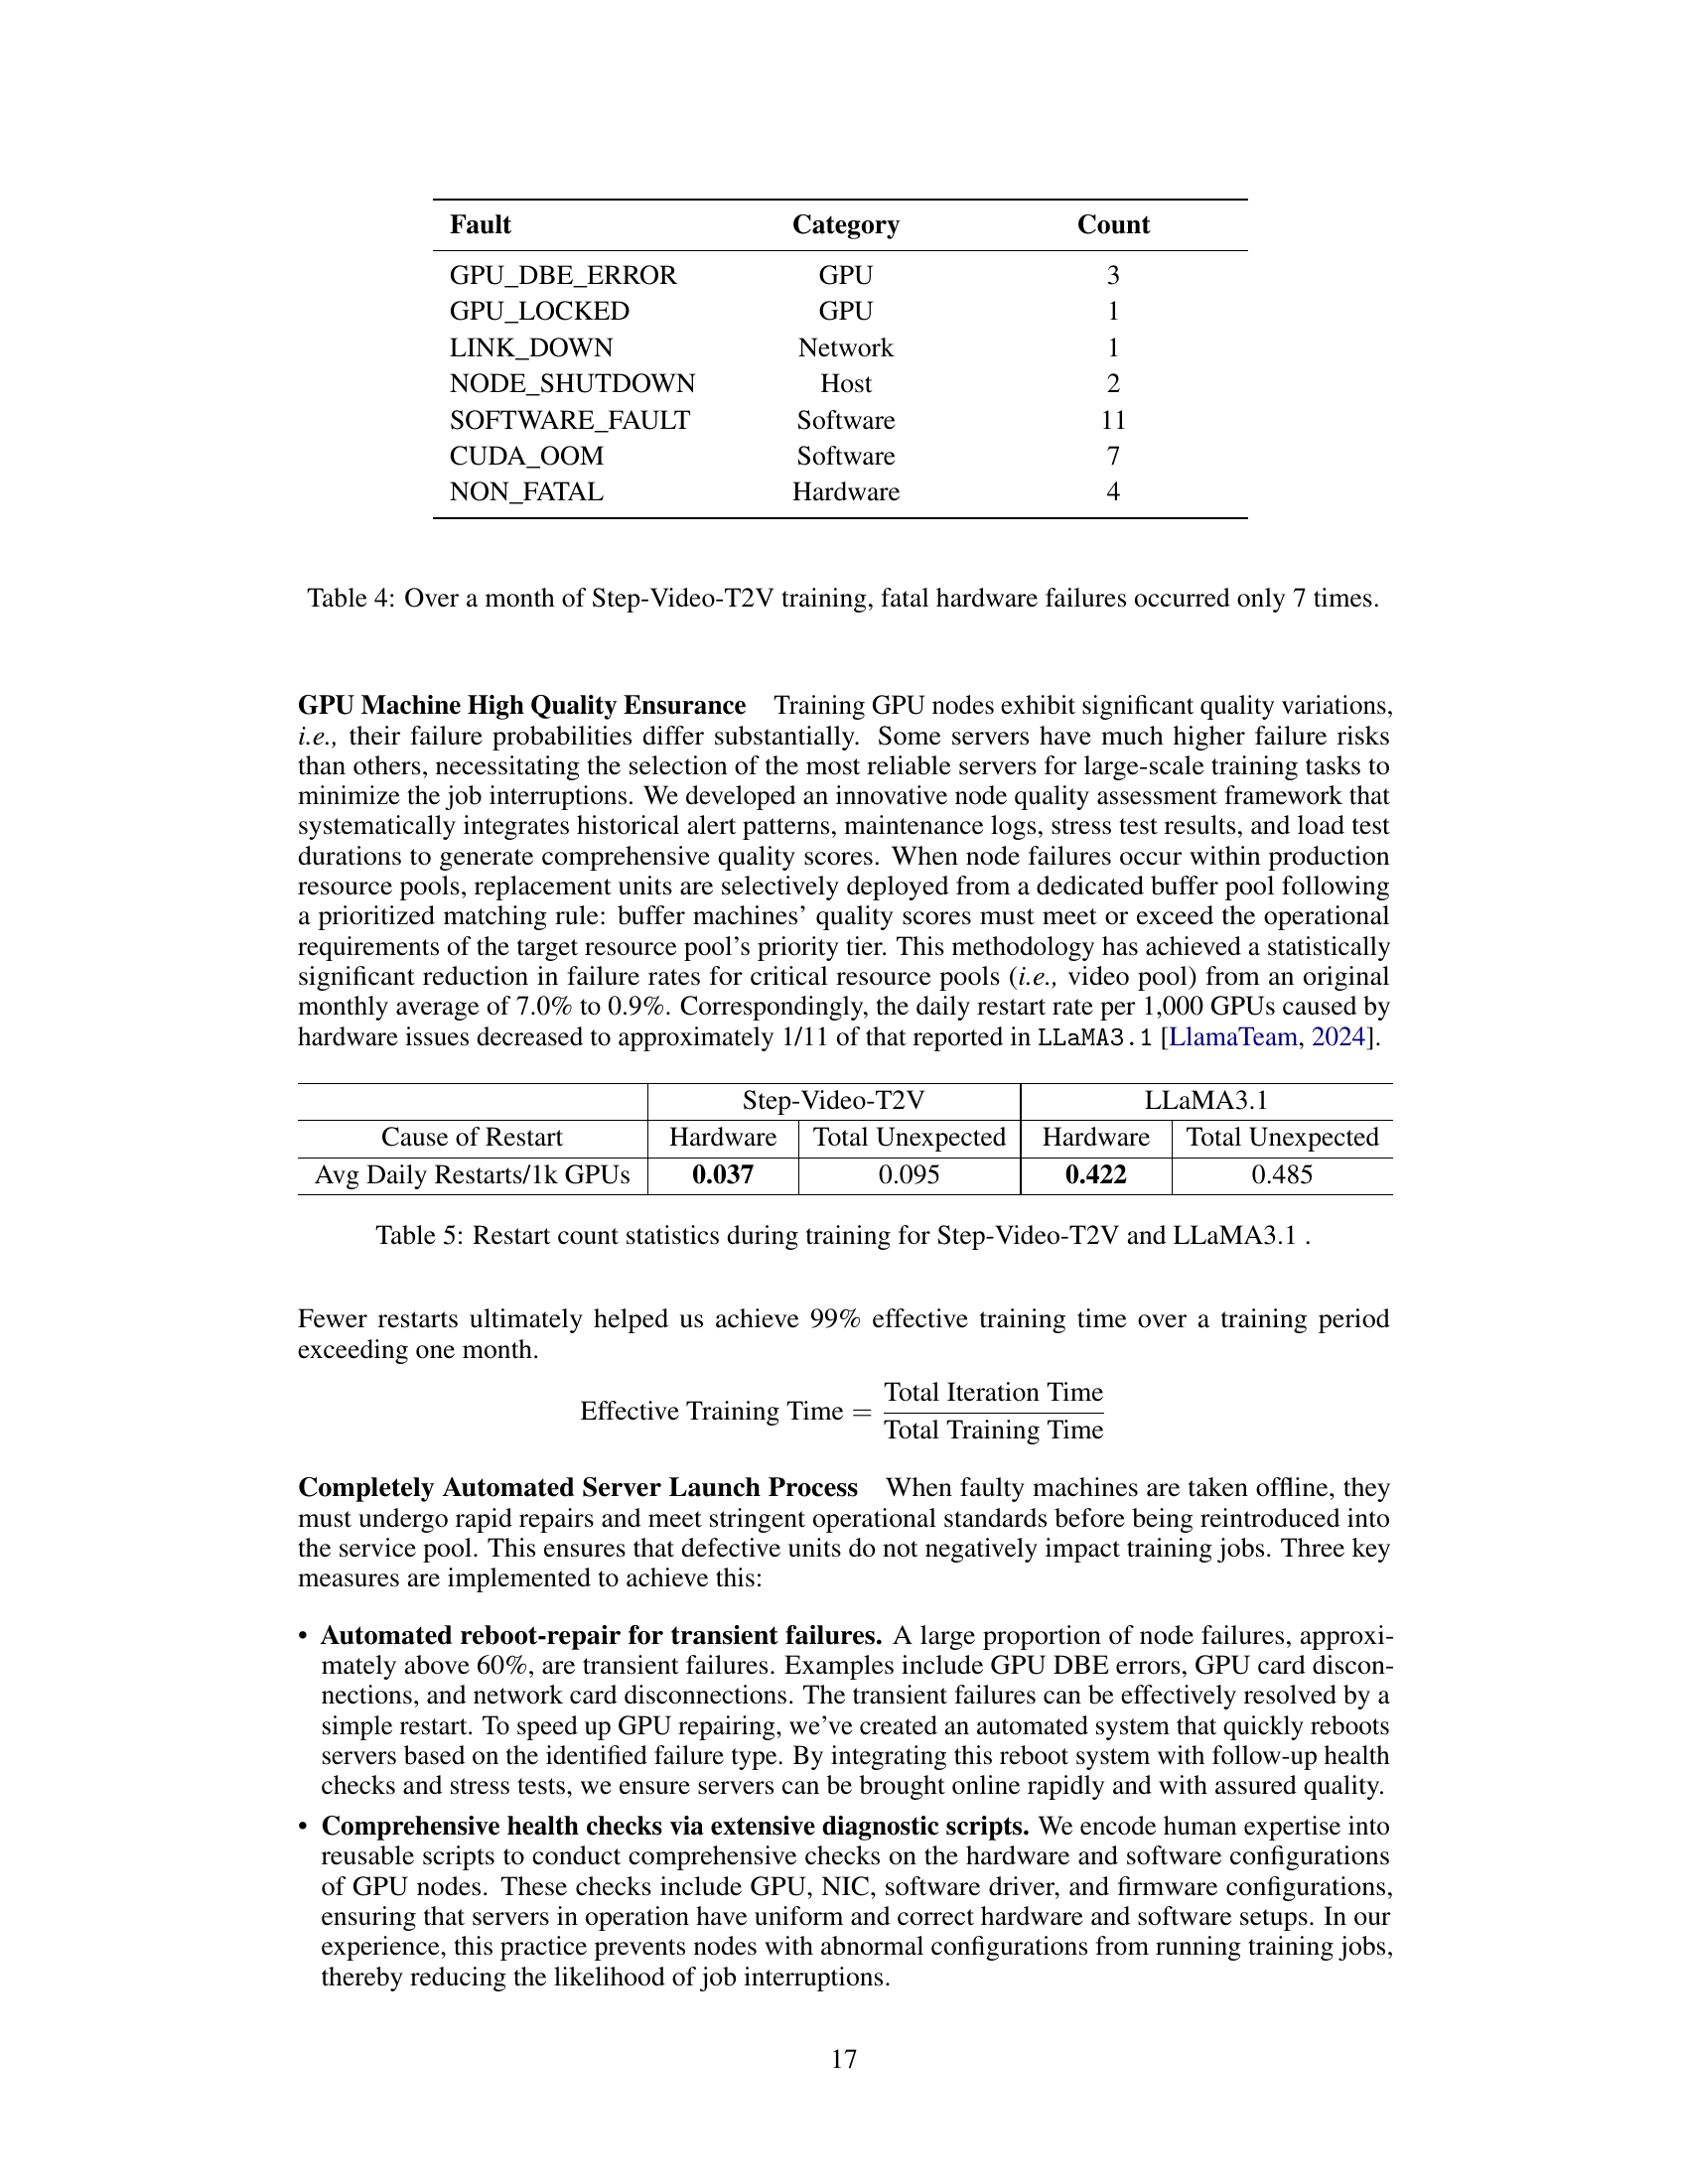 Fault Category Count
GPU_DBE_ERROR GPU 3
GPU_LOCKED GPU 1
LINK_DOWN Network 1
NODE_SHUTDOWN Host 2
SOFTWARE_FAULT Software 11
CUDA_OOM Software 7
NON_FATAL Hardware 4
Table 4: Over a month of Step-Video-T2V training, fatal hardware failures occurred only 7 times.
GPU Machine High Quality Ensurance Training GPU nodes exhibit significant quality variations,
i.e., their failure probabilities differ substantially. Some servers have much higher failure risks
than others, necessitating the selection of the most reliable servers for large-scale training tasks to
minimize the job interruptions. We developed an innovative node quality assessment framework that
systematically integrates historical alert patterns, maintenance logs, stress test results, and load test
durations to generate comprehensive quality scores. When node failures occur within production
resource pools, replacement units are selectively deployed from a dedicated buffer pool following
a prioritized matching rule: buffer machines' quality scores must meet or exceed the operational
requirements of the target resource pool's priority tier. This methodology has achieved a statistically
significant reduction in failure rates for critical resource pools (i.e., video pool) from an original
monthly average of 7.0% to 0.9%. Correspondingly, the daily restart rate per 1,000 GPUs caused by
hardware issues decreased to approximately 1/11 of that reported in LLaMA3.1 [LlamaTeam, 2024].
Step-Video-T2V LLaMA3.1
Cause of Restart Hardware Total Unexpected Hardware Total Unexpected
Avg Daily Restarts/1k GPUs 0.037 0.095 0.422 0.485
Table 5: Restart count statistics during training for Step-Video-T2V and LLaMA3.1 .
Fewer restarts ultimately helped us achieve 99% effective training time over a training period
exceeding one month.
Effective Training Time = Total Iteration Time
Total Training Time
Completely Automated Server Launch Process When faulty machines are taken offline, they
must undergo rapid repairs and meet stringent operational standards before being reintroduced into
the service pool. This ensures that defective units do not negatively impact training jobs. Three key
measures are implemented to achieve this:
• Automated reboot-repair for transient failures. A large proportion of node failures, approxi-
mately above 60%, are transient failures. Examples include GPU DBE errors, GPU card discon-
nections, and network card disconnections. The transient failures can be effectively resolved by a
simple restart. To speed up GPU repairing, we've created an automated system that quickly reboots
servers based on the identified failure type. By integrating this reboot system with follow-up health
checks and stress tests, we ensure servers can be brought online rapidly and with assured quality.
• Comprehensive health checks via extensive diagnostic scripts. We encode human expertise into
reusable scripts to conduct comprehensive checks on the hardware and software configurations
of GPU nodes. These checks include GPU, NIC, software driver, and firmware configurations,
ensuring that servers in operation have uniform and correct hardware and software setups. In our
experience, this practice prevents nodes with abnormal configurations from running training jobs,
thereby reducing the likelihood of job interruptions.
17